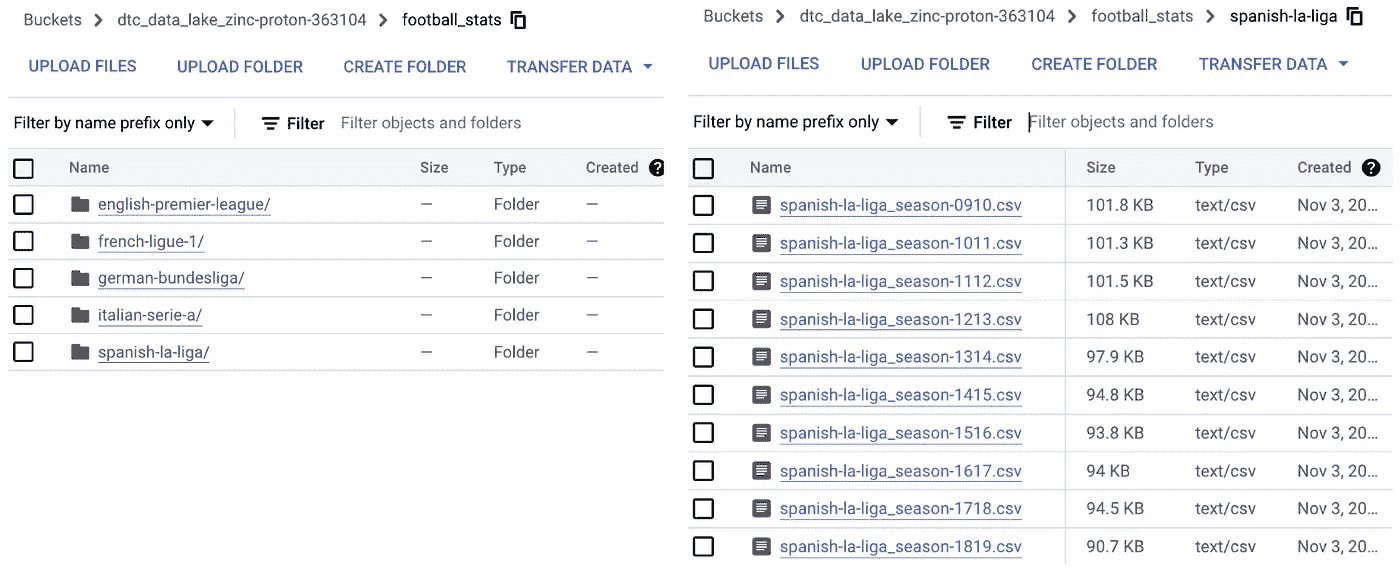 Buckets > dtc_data_lake_zinc-proton-363104 > football_stats
UPLOAD FILES UPLOAD FOLDER CREATE FOLDER TRANSFER DATA
Filter by name prefix only Filter Filter objects and folders
Name Size Type Created ?
english-premier-league/ — Folder —
french-ligue-1/ — Folder —
german-bundesliga/ — Folder —
italian-serie-a/ — Folder —
spanish-la-liga/ — Folder —
Buckets > dtc_data_lake_zinc-proton-363104 > football_stats > spanish-la-liga
UPLOAD FILES UPLOAD FOLDER CREATE FOLDER TRANSFER DATA
Filter by name prefix only Filter Filter objects and folders
Name Size Type Created ?
spanish-la-liga_season-0910.csv 101.8 KB text/csv Nov 3, 20...
spanish-la-liga_season-1011.csv 101.3 KB text/csv Nov 3, 20...
spanish-la-liga_season-1112.csv 101.5 KB text/csv Nov 3, 20...
spanish-la-liga_season-1213.csv 108 KB text/csv Nov 3, 20...
spanish-la-liga_season-1314.csv 97.9 KB text/csv Nov 3, 20...
spanish-la-liga_season-1415.csv 94.8 KB text/csv Nov 3, 20...
spanish-la-liga_season-1516.csv 93.8 KB text/csv Nov 3, 20...
spanish-la-liga_season-1617.csv 94 KB text/csv Nov 3, 20...
spanish-la-liga_season-1718.csv 94.5 KB text/csv Nov 3, 20...
spanish-la-liga_season-1819.csv 90.7 KB text/csv Nov 3, 20...